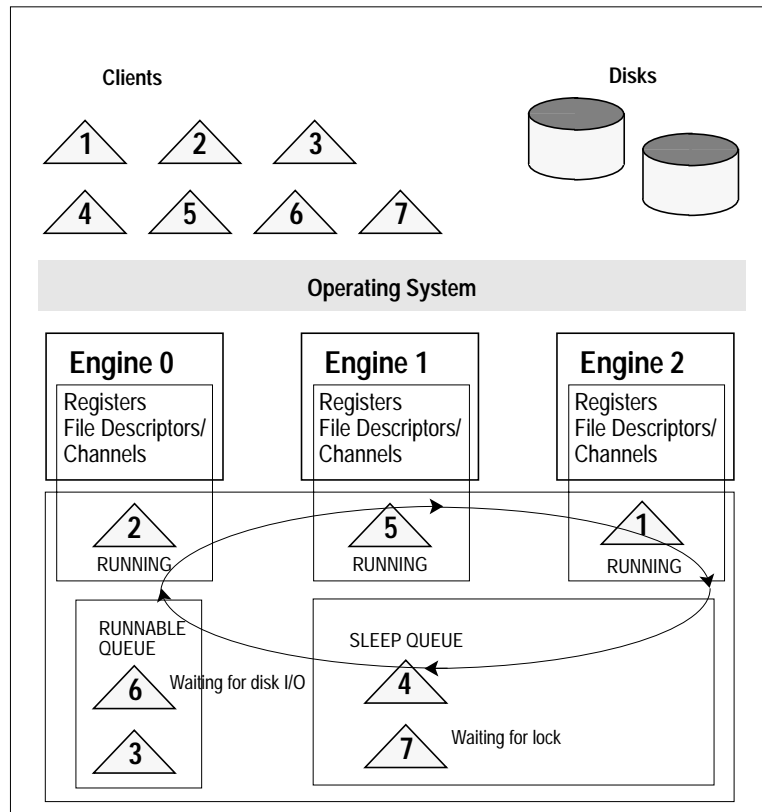 Clients
Disks
1
2
3
4
5
6
7
Operating System
Engine 0
Registers
File Descriptors/
Channels
Engine 1
Registers
File Descriptors/
Channels
Engine 2
Registers
File Descriptors/
Channels
2
RUNNING
5
RUNNING
1
RUNNING
RUNNABLE
QUEUE
6
3
SLEEP QUEUE
Waiting for disk I/O
4
Waiting for lock
7